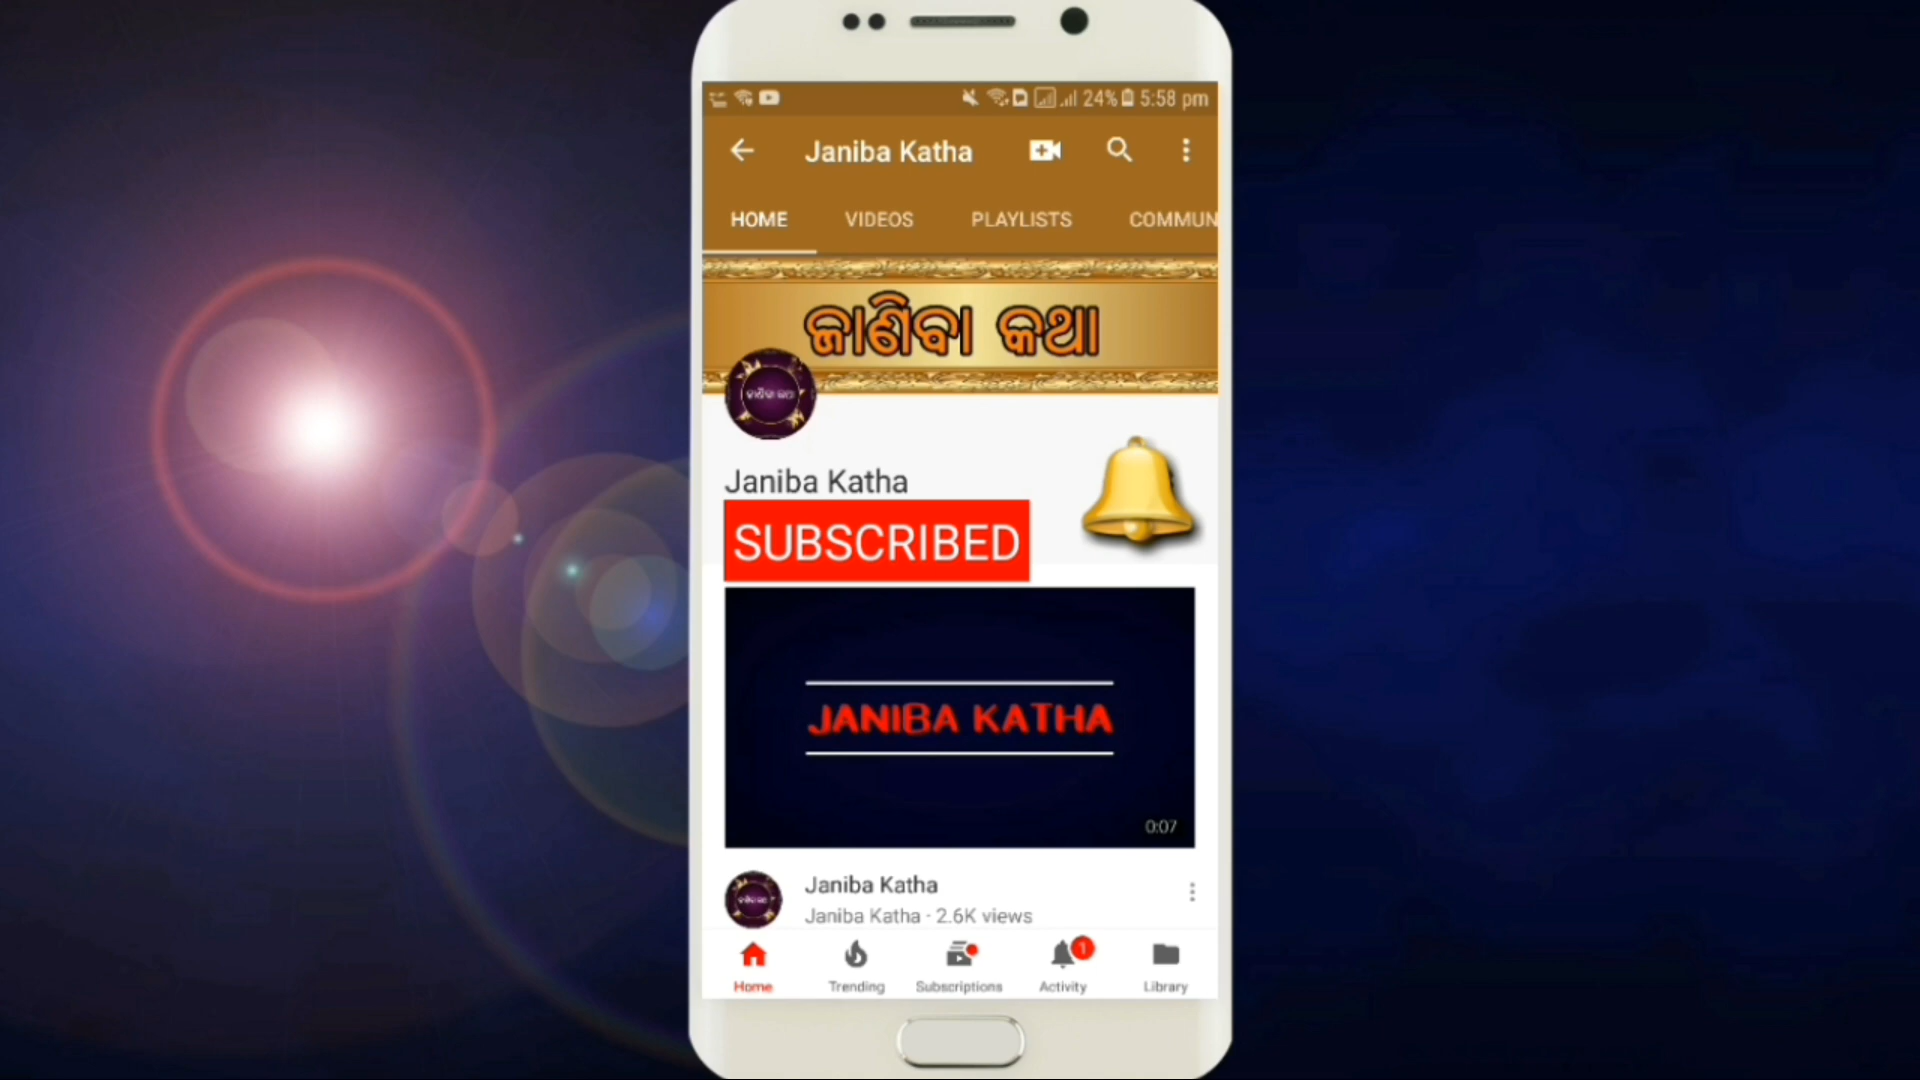 24% 5:58 pm
Janiba Katha
HOME VIDEOS PLAYLISTS COMMUN
ଜାଣିବା କଥା
ଜାଣିବା କଥା
Janiba Katha
SUBSCRIBED
JANIBA KATHA
0:07
Janiba Katha
Janiba Katha · 2.6K views
1
Home Trending Subscriptions Activity Library